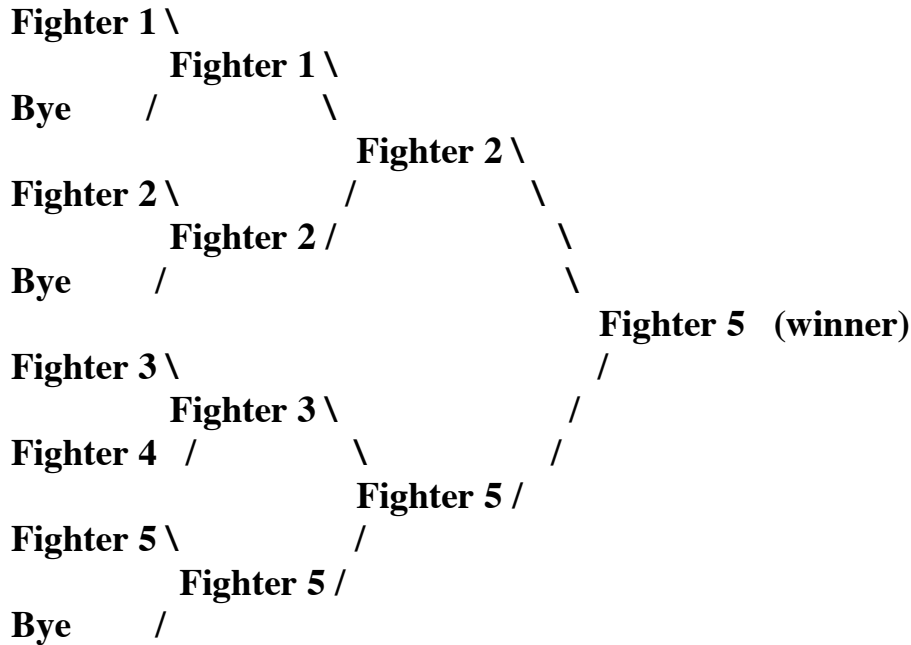 Fighter 1 \
Fighter 1 \
Bye / \
Fighter 2 \
Fighter 2 \ / \
Fighter 2 / \
Bye / \
Fighter 5 (winner)
Fighter 3 \ /
Fighter 3 \ /
Fighter 4 / \ /
Fighter 5 /
Fighter 5 \ /
Fighter 5 /
Bye /